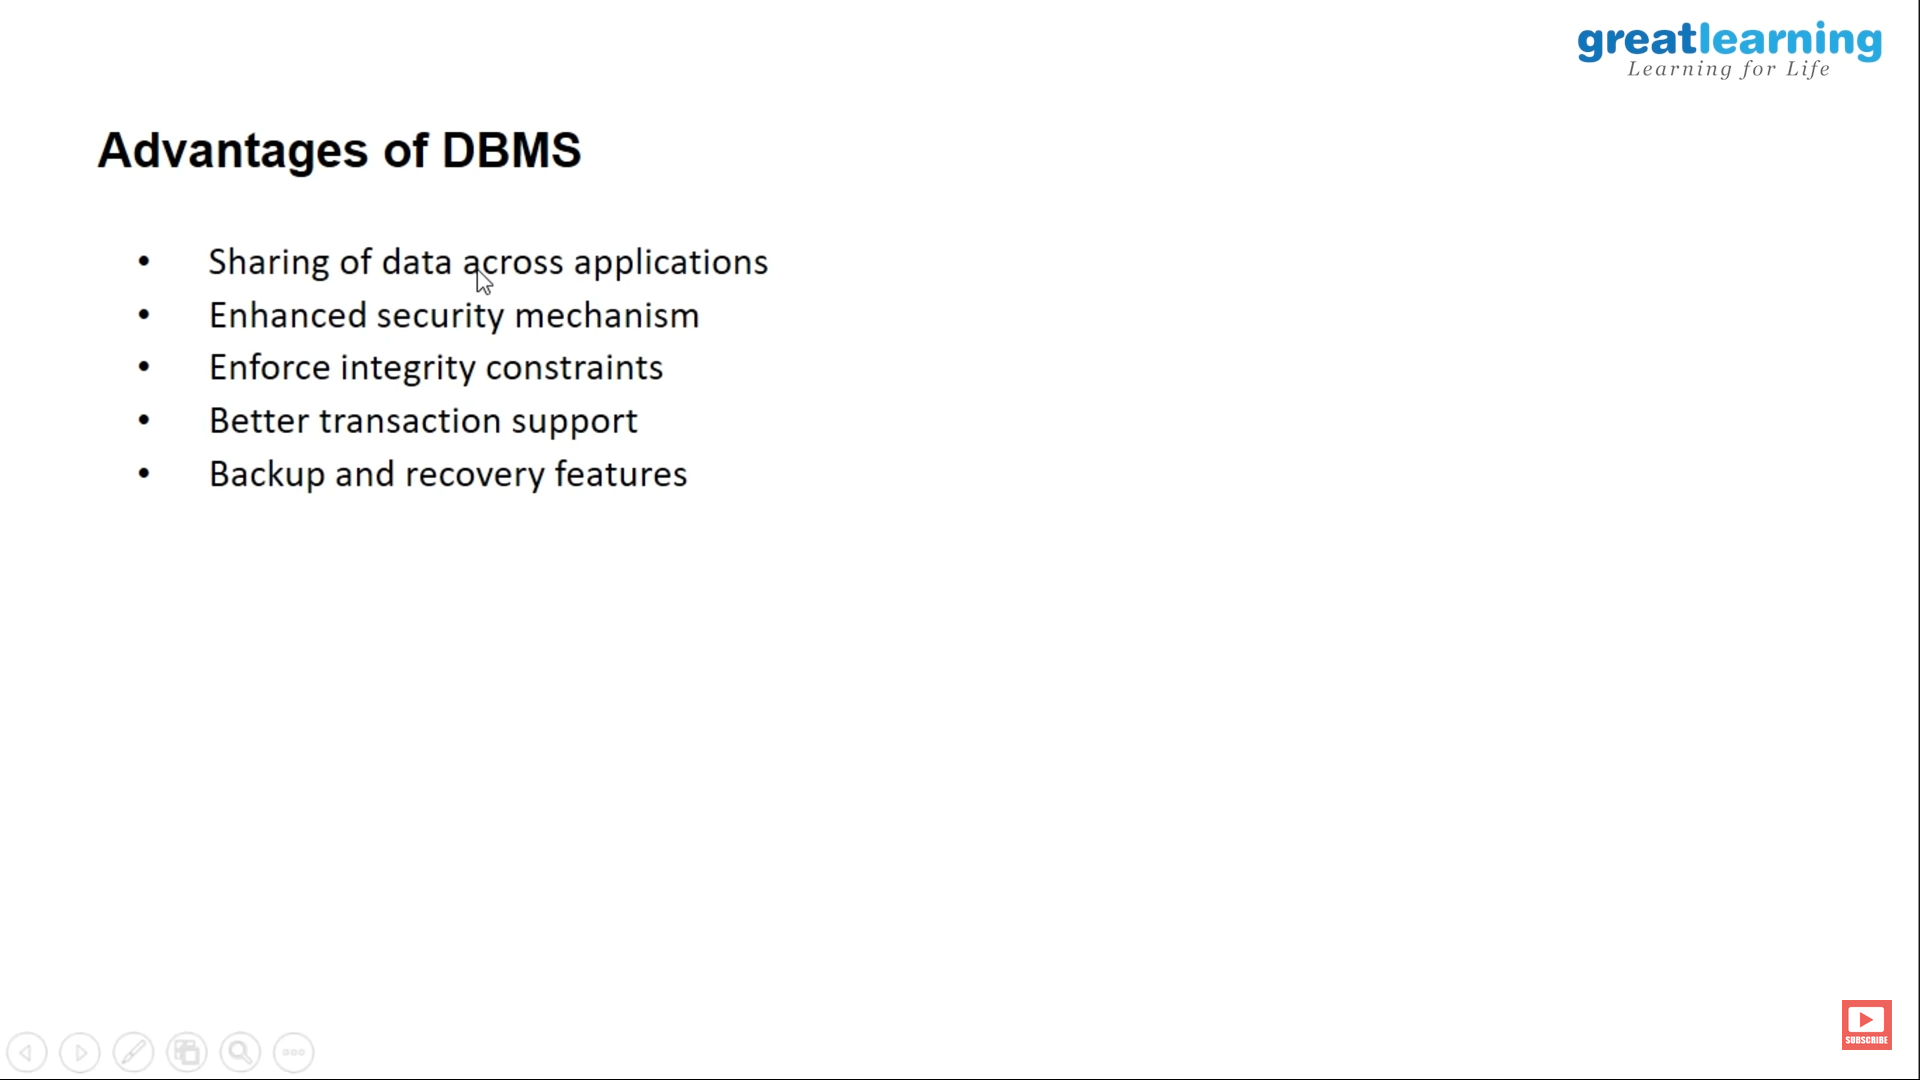 greatlearning
Learning for Life
Advantages of DBMS
• Sharing of data across applications
• Enhanced security mechanism
• Enforce integrity constraints
• Better transaction support
• Backup and recovery features
SUBSCRIBE